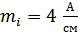 m_i = 4 А/см